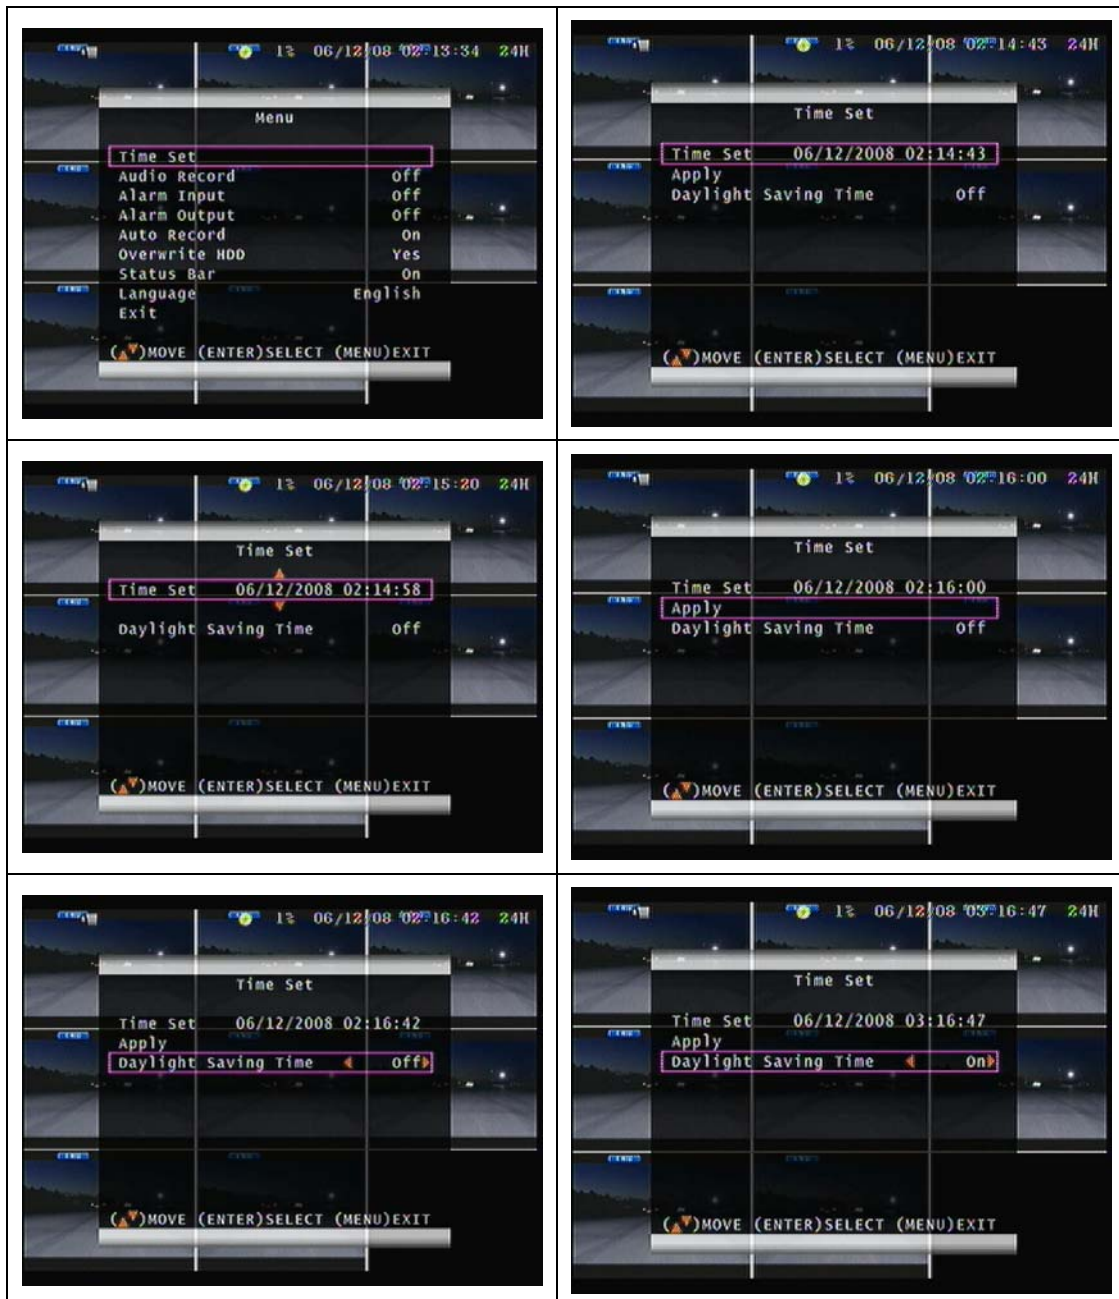 1% 06/12/08 02:13:34 24H
Menu
Time Set
Audio Record Off
Alarm Input Off
Alarm Output Off
Auto Record On
Overwrite HDD Yes
Status Bar On
Language English
Exit
(▲▼)MOVE (ENTER)SELECT (MENU)EXIT
1% 06/12/08 02:14:43 24H
Time Set
Time Set 06/12/2008 02:14:43
Apply
Daylight Saving Time Off
(▲▼)MOVE (ENTER)SELECT (MENU)EXIT
1% 06/12/08 02:15:20 24H
Time Set
Time Set 06/12/2008 02:14:58
Daylight Saving Time Off
(▲▼)MOVE (ENTER)SELECT (MENU)EXIT
1% 06/12/08 02:16:00 24H
Time Set
Time Set 06/12/2008 02:16:00
Apply
Daylight Saving Time Off
(▲▼)MOVE (ENTER)SELECT (MENU)EXIT
1% 06/12/08 02:16:42 24H
Time Set
Time Set 06/12/2008 02:16:42
Apply
Daylight Saving Time Off
(▲▼)MOVE (ENTER)SELECT (MENU)EXIT
1% 06/12/08 03:16:47 24H
Time Set
Time Set 06/12/2008 03:16:47
Apply
Daylight Saving Time On
(▲▼)MOVE (ENTER)SELECT (MENU)EXIT